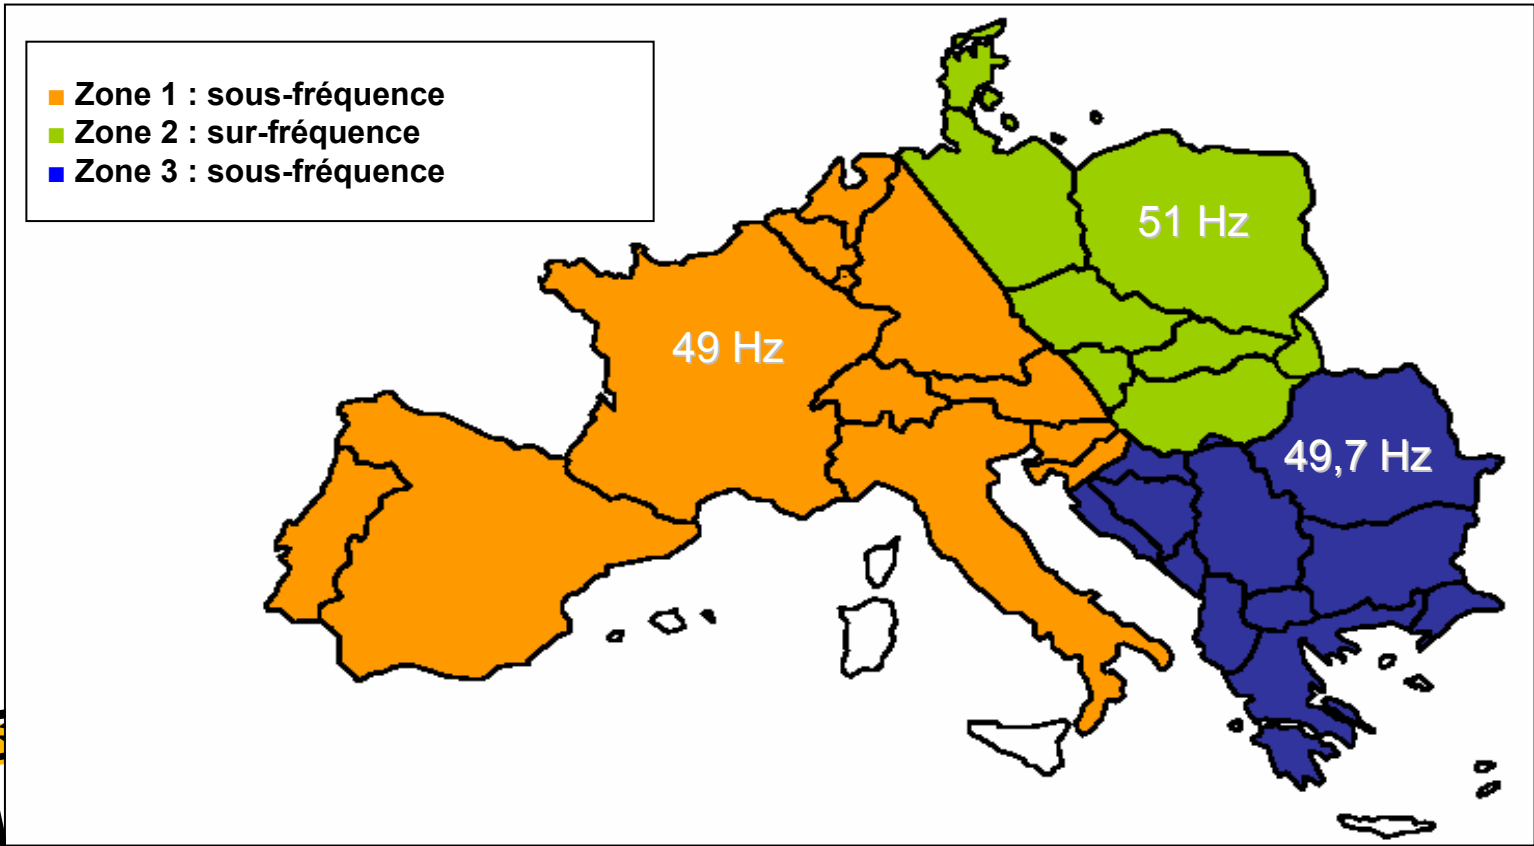 Zone 1 : sous-fréquence
Zone 2 : sur-fréquence
Zone 3 : sous-fréquence
51 Hz
49 Hz
49,7 Hz